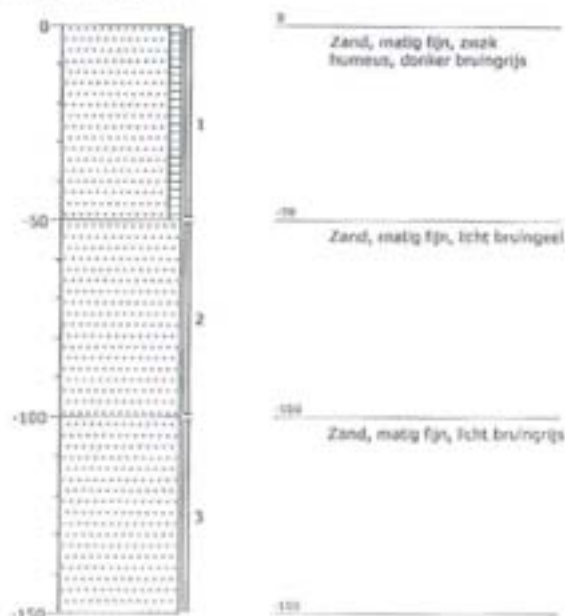 0
0
Zand, matig fijn, zwak
humeus, donker bruingrijs
1
-50
-50
Zand, matig fijn, licht bruingeel
2
-100
-100
Zand, matig fijn, licht bruingrijs
3
-150
-150